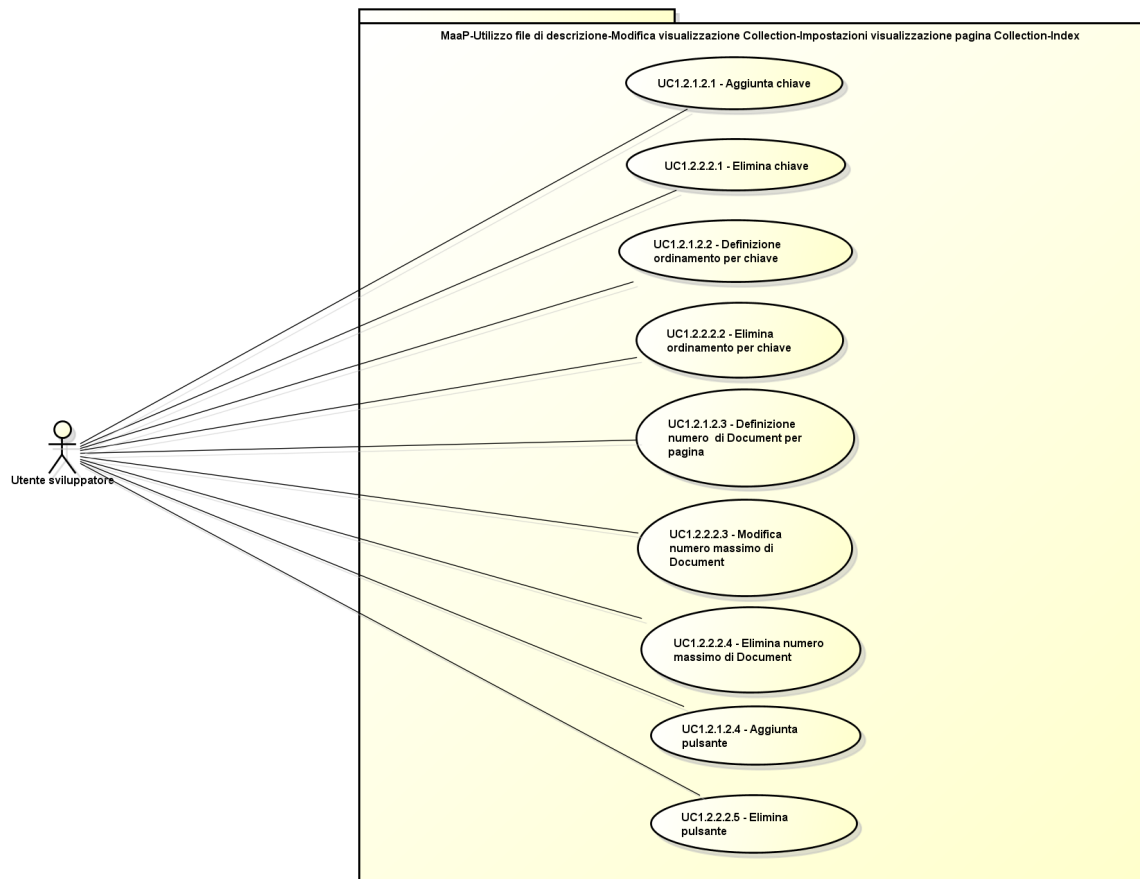 MaaP-Utilizzo file di descrizione-Modifica visualizzazione Collection-Impostazioni visualizzazione pagina Collection-Index
UC1.2.1.2.1 - Aggiunta chiave
UC1.2.2.2.1 - Elimina chiave
UC1.2.1.2.2 - Definizione
ordinamento per chiave
UC1.2.2.2.2 - Elimina
ordinamento per chiave
UC1.2.1.2.3 - Definizione
numero di Document per
pagina
Utente sviluppatore
UC1.2.2.2.3 - Modifica
numero massimo di
Document
UC1.2.2.2.4 - Elimina numero
massimo di Document
UC1.2.1.2.4 - Aggiunta
pulsante
UC1.2.2.2.5 - Elimina
pulsante